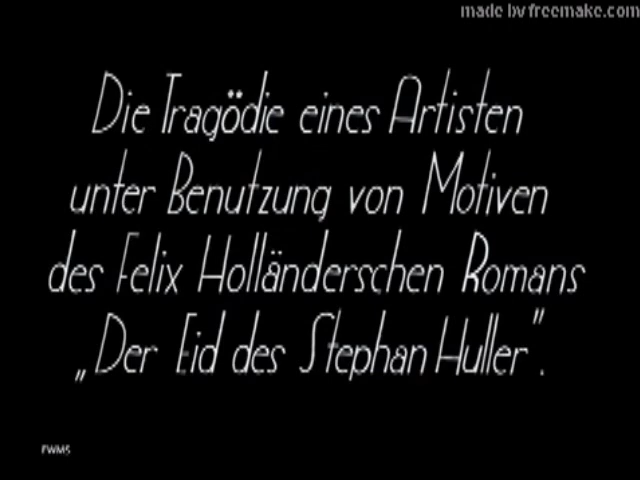 made by freemake.com
Die Tragödie eines Artisten
unter Benutzung von Motiven
des Felix Holländerschen Romans
„Der Eid des Stephan Huller".
FWMS